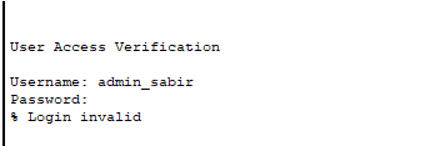 User Access Verification
Username: admin_sabir
Password:
% Login invalid